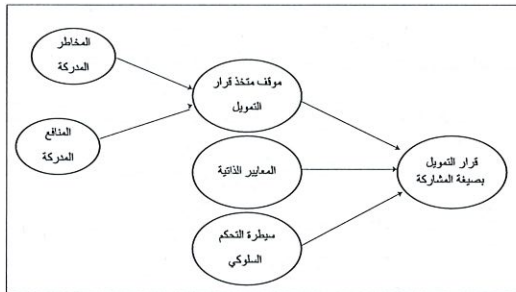 المخاطر
المدركة
موقف متخذ قرار
التمويل
المنافع
المدركة
قرار التمويل
بصيغة المشاركة
المعايير الذاتية
سيطرة التحكم
السلوكي